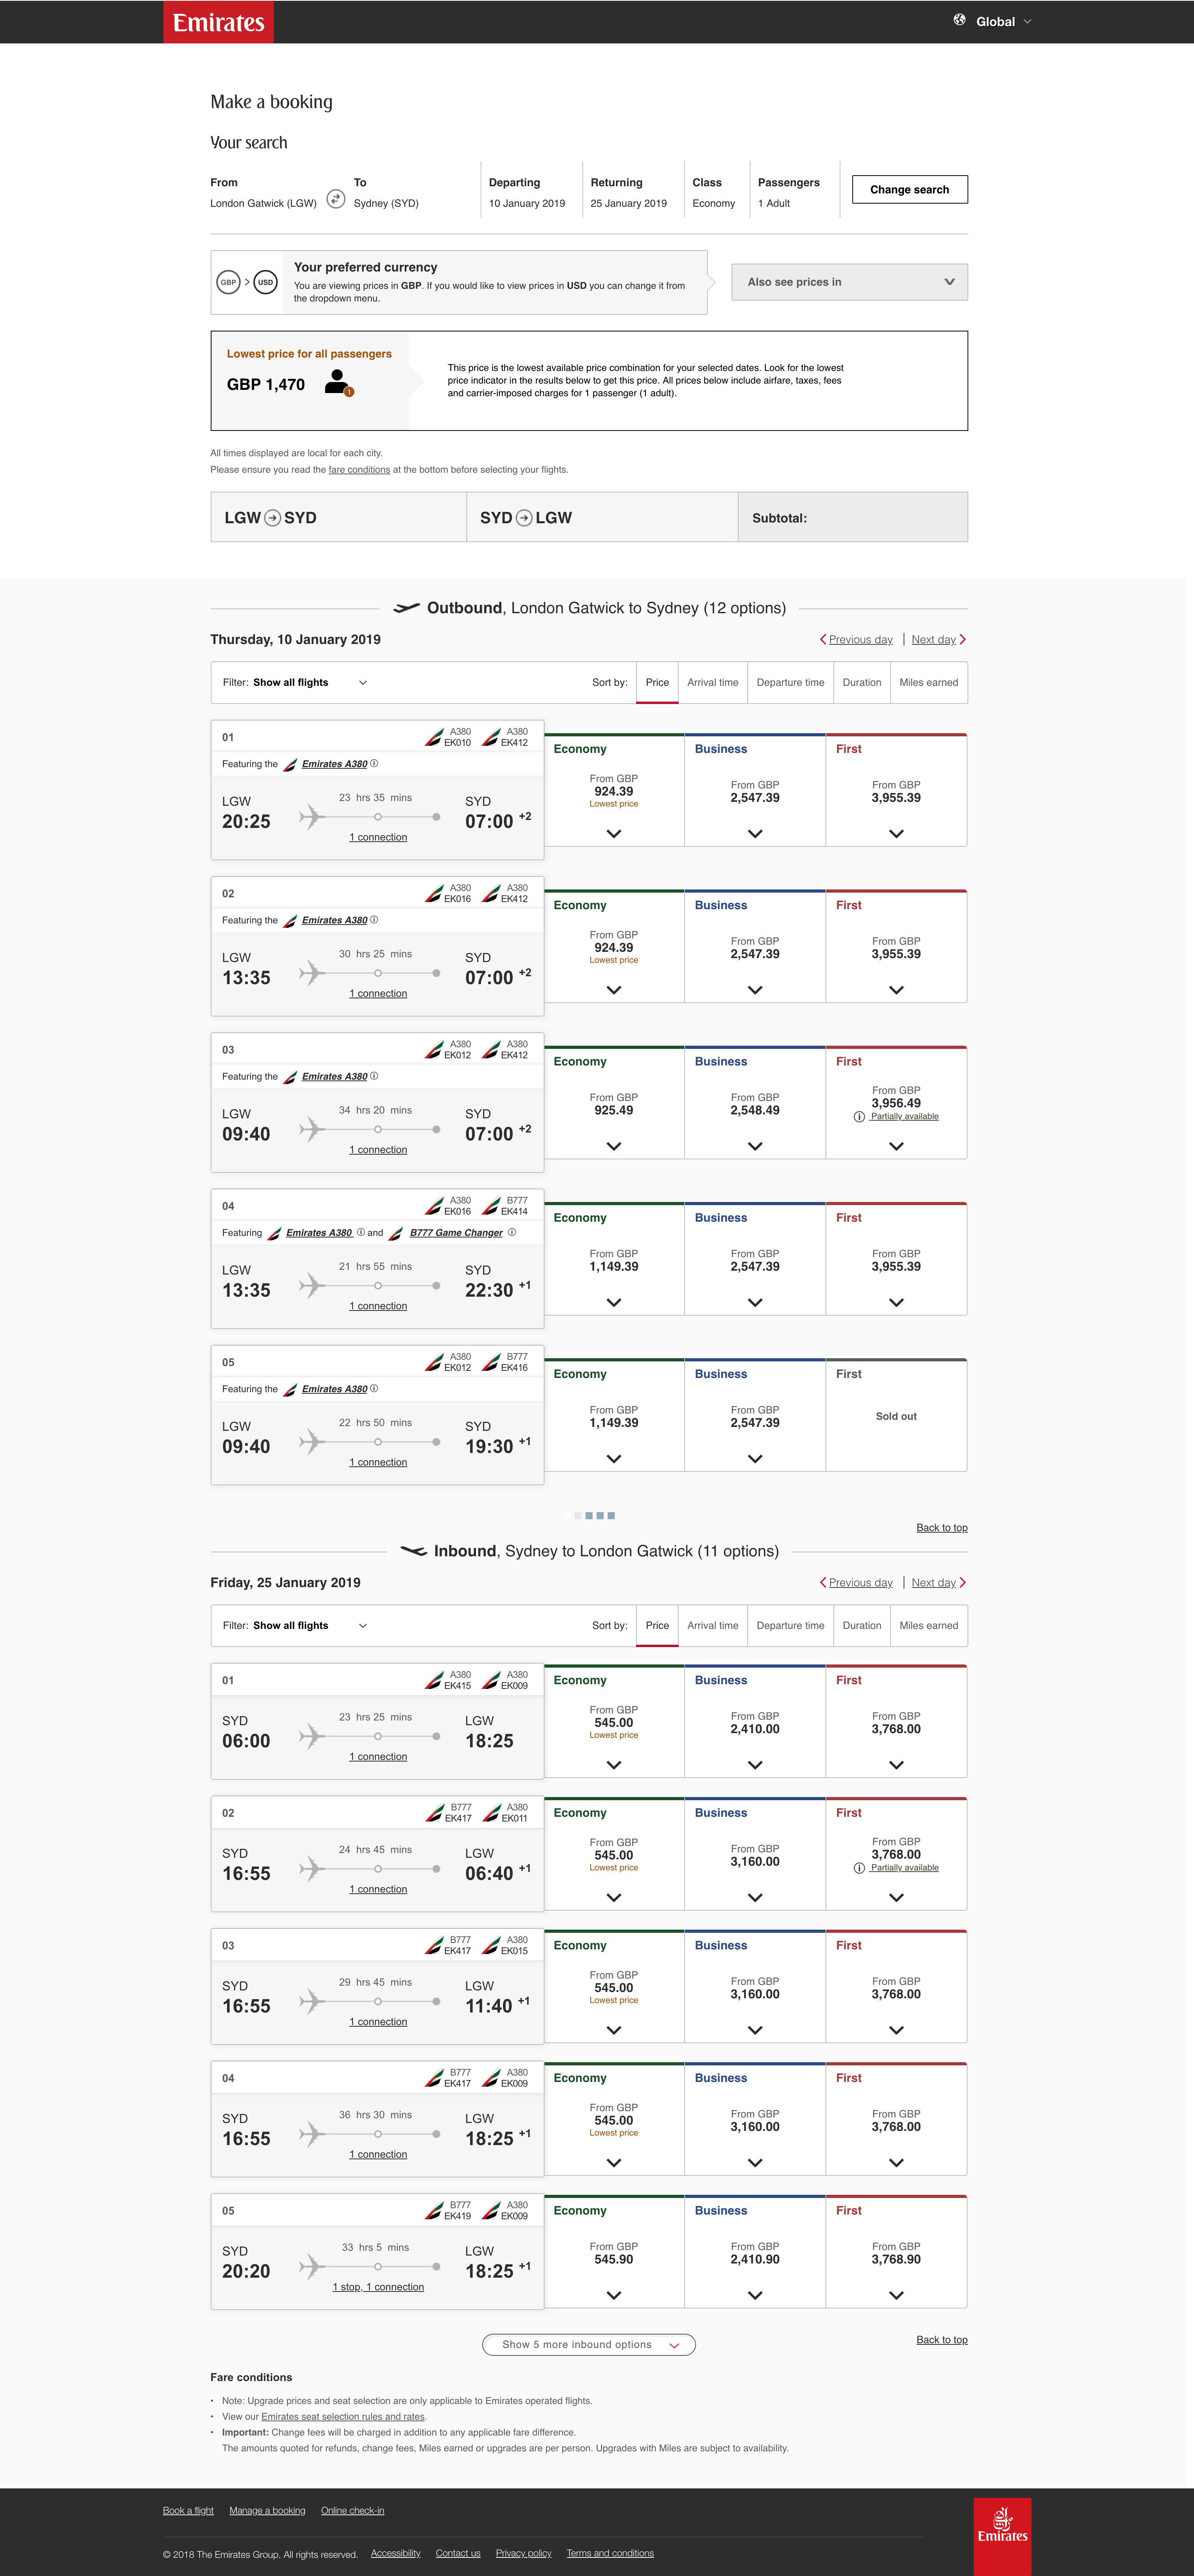 Emirates
Global
Make a booking
Your search
From To Departing Returning Class Passengers
London Gatwick (LGW) Sydney (SYD) 10 January 2019 25 January 2019 Economy 1 Adult
Change search
GBP > USD
Your preferred currency
You are viewing prices in GBP. If you would like to view prices in USD you can change it from
the dropdown menu.
Also see prices in
Lowest price for all passengers
GBP 1,470
1
This price is the lowest available price combination for your selected dates. Look for the lowest
price indicator in the results below to get this price. All prices below include airfare, taxes, fees
and carrier-imposed charges for 1 passenger (1 adult).
All times displayed are local for each city.
Please ensure you read the fare conditions at the bottom before selecting your flights.
LGW SYD SYD LGW Subtotal:
Outbound, London Gatwick to Sydney (12 options)
Thursday, 10 January 2019 Previous day | Next day
Filter: Show all flights Sort by: Price Arrival time Departure time Duration Miles earned
01 A380 EK010 A380 EK412
Featuring the Emirates A380
LGW 23 hrs 35 mins SYD
20:25 07:00 +2
1 connection
Economy Business First
From GBP From GBP From GBP
924.39 2,547.39 3,955.39
Lowest price
02 A380 EK016 A380 EK412
Featuring the Emirates A380
LGW 30 hrs 25 mins SYD
13:35 07:00 +2
1 connection
Economy Business First
From GBP From GBP From GBP
924.39 2,547.39 3,955.39
Lowest price
03 A380 EK012 A380 EK412
Featuring the Emirates A380
LGW 34 hrs 20 mins SYD
09:40 07:00 +2
1 connection
Economy Business First
From GBP From GBP From GBP
925.49 2,548.49 3,956.49
Partially available
04 A380 EK016 B777 EK414
Featuring Emirates A380 and B777 Game Changer
LGW 21 hrs 55 mins SYD
13:35 22:30 +1
1 connection
Economy Business First
From GBP From GBP From GBP
1,149.39 2,547.39 3,955.39
05 A380 EK012 B777 EK416
Featuring the Emirates A380
LGW 22 hrs 50 mins SYD
09:40 19:30 +1
1 connection
Economy Business First
From GBP From GBP Sold out
1,149.39 2,547.39
Back to top
Inbound, Sydney to London Gatwick (11 options)
Friday, 25 January 2019 Previous day | Next day
Filter: Show all flights Sort by: Price Arrival time Departure time Duration Miles earned
01 A380 EK415 A380 EK009
SYD 23 hrs 25 mins LGW
06:00 18:25
1 connection
Economy Business First
From GBP From GBP From GBP
545.00 2,410.00 3,768.00
Lowest price
02 B777 EK417 A380 EK011
SYD 24 hrs 45 mins LGW
16:55 06:40 +1
1 connection
Economy Business First
From GBP From GBP From GBP
545.00 3,160.00 3,768.00
Lowest price Partially available
03 B777 EK417 A380 EK015
SYD 29 hrs 45 mins LGW
16:55 11:40 +1
1 connection
Economy Business First
From GBP From GBP From GBP
545.00 3,160.00 3,768.00
Lowest price
04 B777 EK417 A380 EK009
SYD 36 hrs 30 mins LGW
16:55 18:25 +1
1 connection
Economy Business First
From GBP From GBP From GBP
545.00 3,160.00 3,768.00
Lowest price
05 B777 EK419 A380 EK009
SYD 33 hrs 5 mins LGW
20:20 18:25 +1
1 stop, 1 connection
Economy Business First
From GBP From GBP From GBP
545.90 2,410.90 3,768.90
Show 5 more inbound options
Back to top
Fare conditions
• Note: Upgrade prices and seat selection are only applicable to Emirates operated flights.
• View our Emirates seat selection rules and rates.
• Important: Change fees will be charged in addition to any applicable fare difference.
The amounts quoted for refunds, change fees, Miles earned or upgrades are per person. Upgrades with Miles are subject to availability.
Book a flight Manage a booking Online check-in
Emirates
© 2018 The Emirates Group. All rights reserved. Accessibility Contact us Privacy policy Terms and conditions